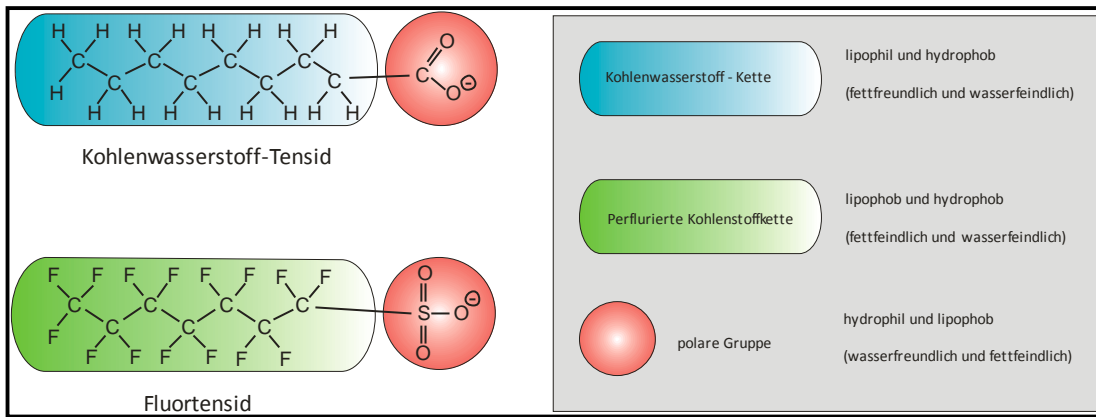 H H H H H H H H
O
C C C C
C C C C C
H O⊖
H H H H H H H H
Kohlenwasserstoff-Tensid
F F F F F F F F
O
C C C C
S O⊖
C C C
F
F F F F F F
O
Fluortensid
Kohlenwasserstoff - Kette
lipophil und hydrophob
(fettfreundlich und wasserfeindlich)
Perflurierte Kohlenstoffkette
lipophob und hydrophob
(fettfeindlich und wasserfeindlich)
polare Gruppe
hydrophil und lipophob
(wasserfreundlich und fettfeindlich)